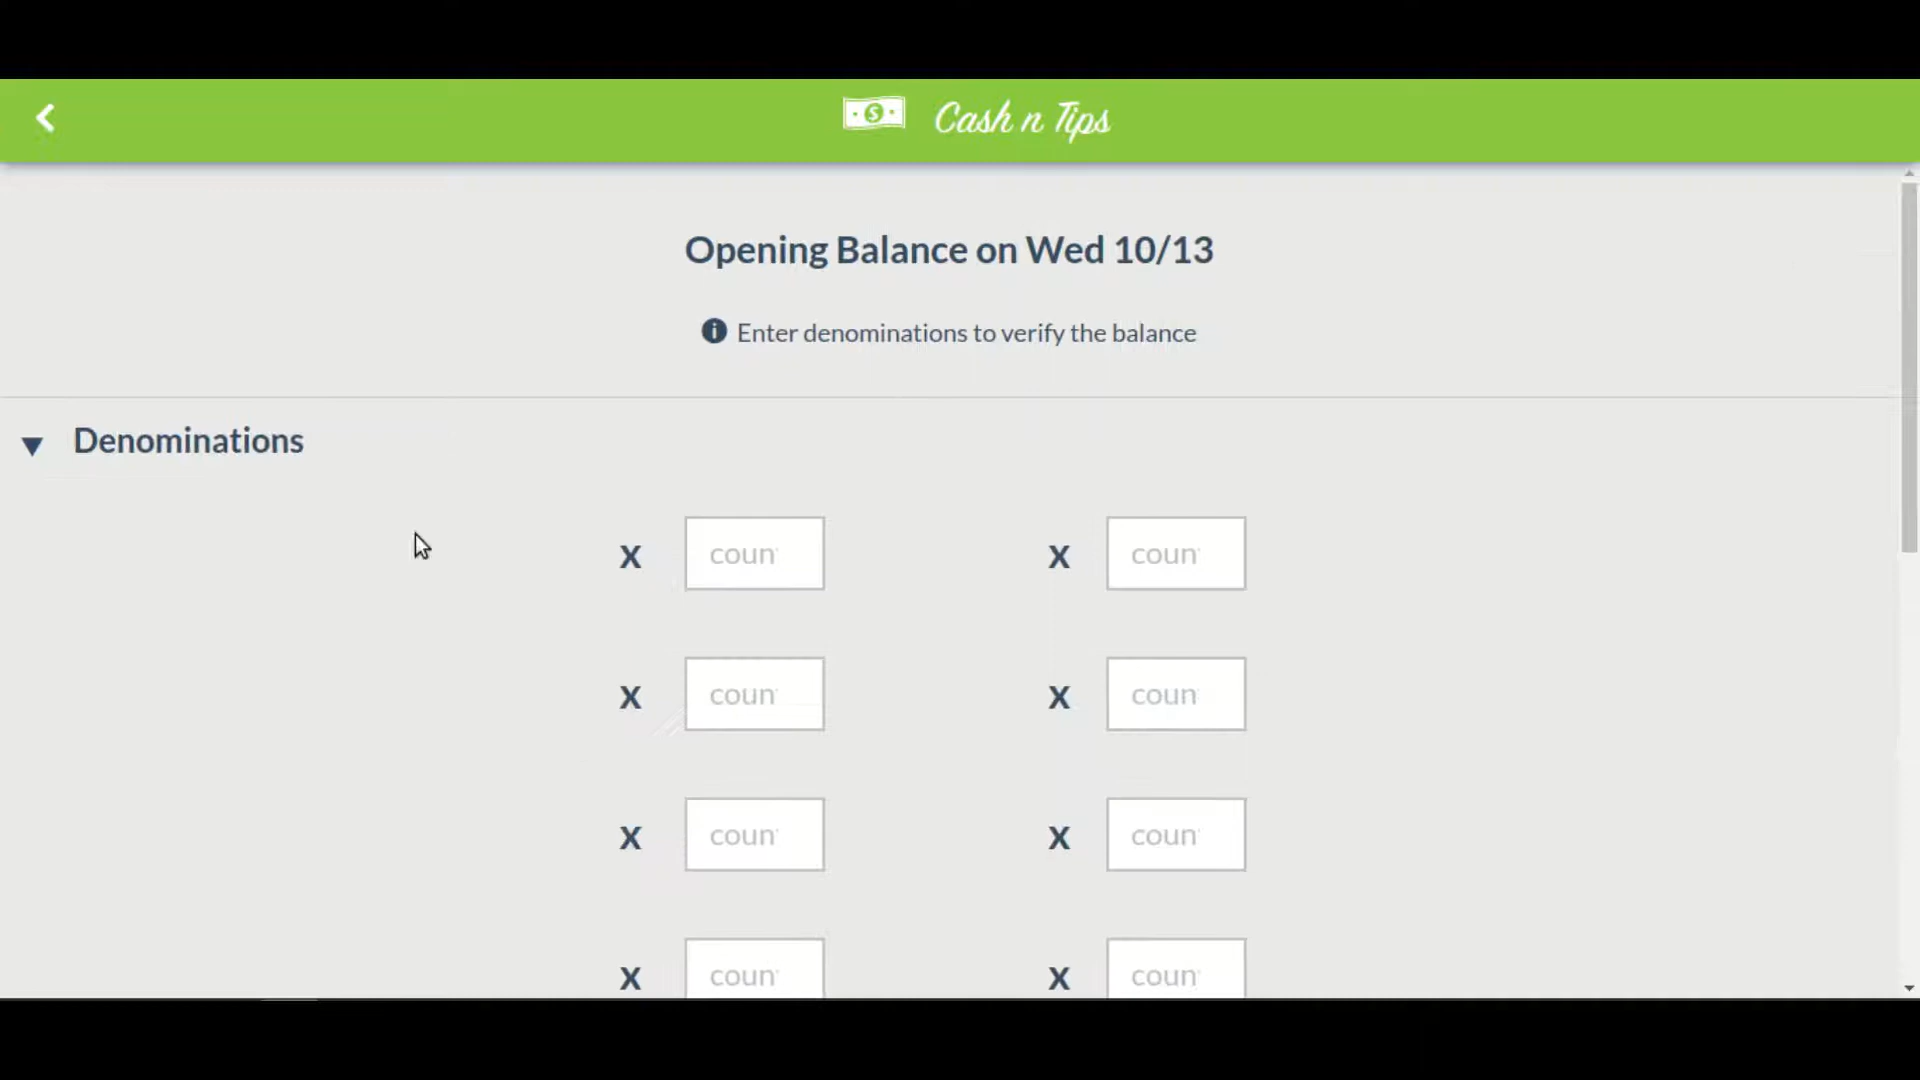 Cash n Tips
Opening Balance on Wed 10/13
Enter denominations to verify the balance
Denominations
X coun X coun
X coun X coun
X coun X coun
X coun X coun